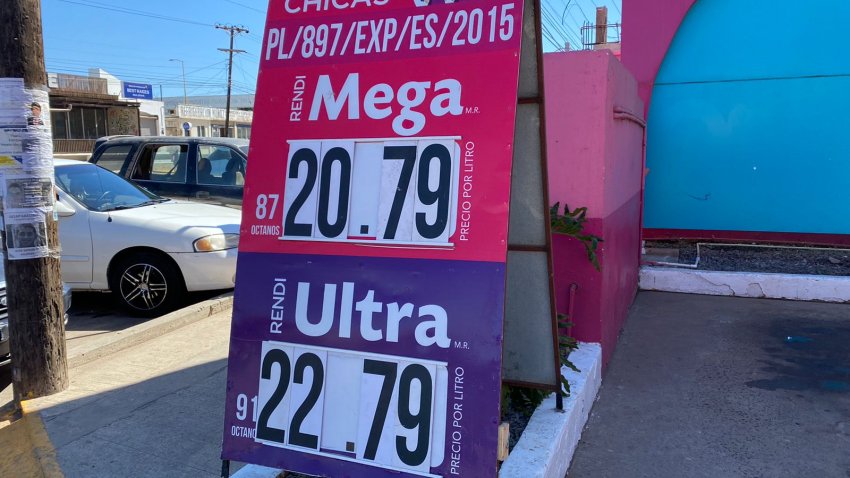 CHICAS
PL/897/EXP/ES/2015
RENDI
Mega M.R.
87
OCTANOS
20.79
PRECIO POR LITRO
RENDI
Ultra M.R.
91
OCTANOS
22.79
PRECIO POR LITRO